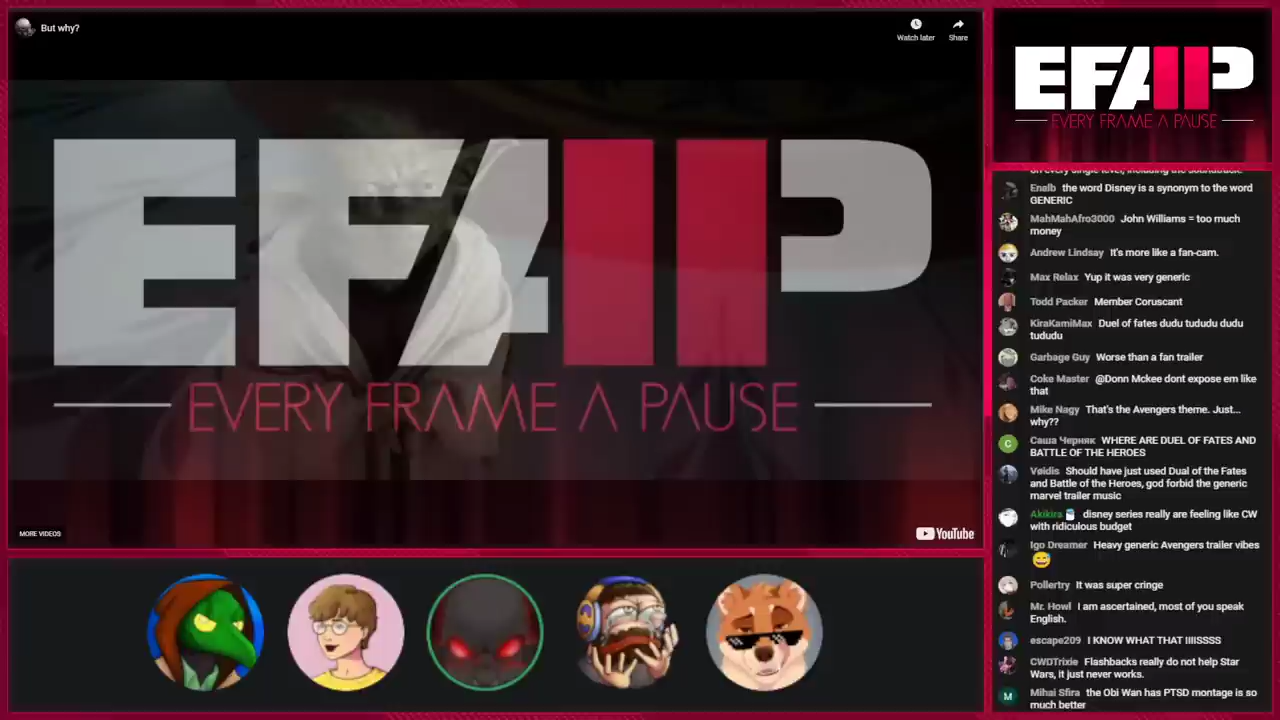 But why?
Watch later
Share
EFAP
EVERY FRAME A PAUSE
MORE VIDEOS
YouTube
EFAP
EVERY FRAME A PAUSE
on every single level, including the soundtrack.
Enalb the word Disney is a synonym to the word
GENERIC
MahMahAfro3000 John Williams = too much
money
Andrew Lindsay It's more like a fan-cam.
Max Relax Yup it was very generic
Todd Packer Member Coruscant
KiraKamiMax Duel of fates dudu tududu dudu
tududu
Garbage Guy Worse than a fan trailer
Coke Master @Donn Mckee dont expose em like
that
Mike Nagy That's the Avengers theme. Just...
why??
C
Саша Черняк WHERE ARE DUEL OF FATES AND
BATTLE OF THE HEROES
Vøidis Should have just used Dual of the Fates
and Battle of the Heroes, god forbid the generic
marvel trailer music
Akikira disney series really are feeling like CW
with ridiculous budget
Igo Dreamer Heavy generic Avengers trailer vibes
😅
Pollertry It was super cringe
Mr. Howl I am ascertained, most of you speak
English.
escape209 I KNOW WHAT THAT IIIISSSS
CWDTrixie Flashbacks really do not help Star
Wars, it just never works.
M
Mihai Sfira the Obi Wan has PTSD montage is so
much better